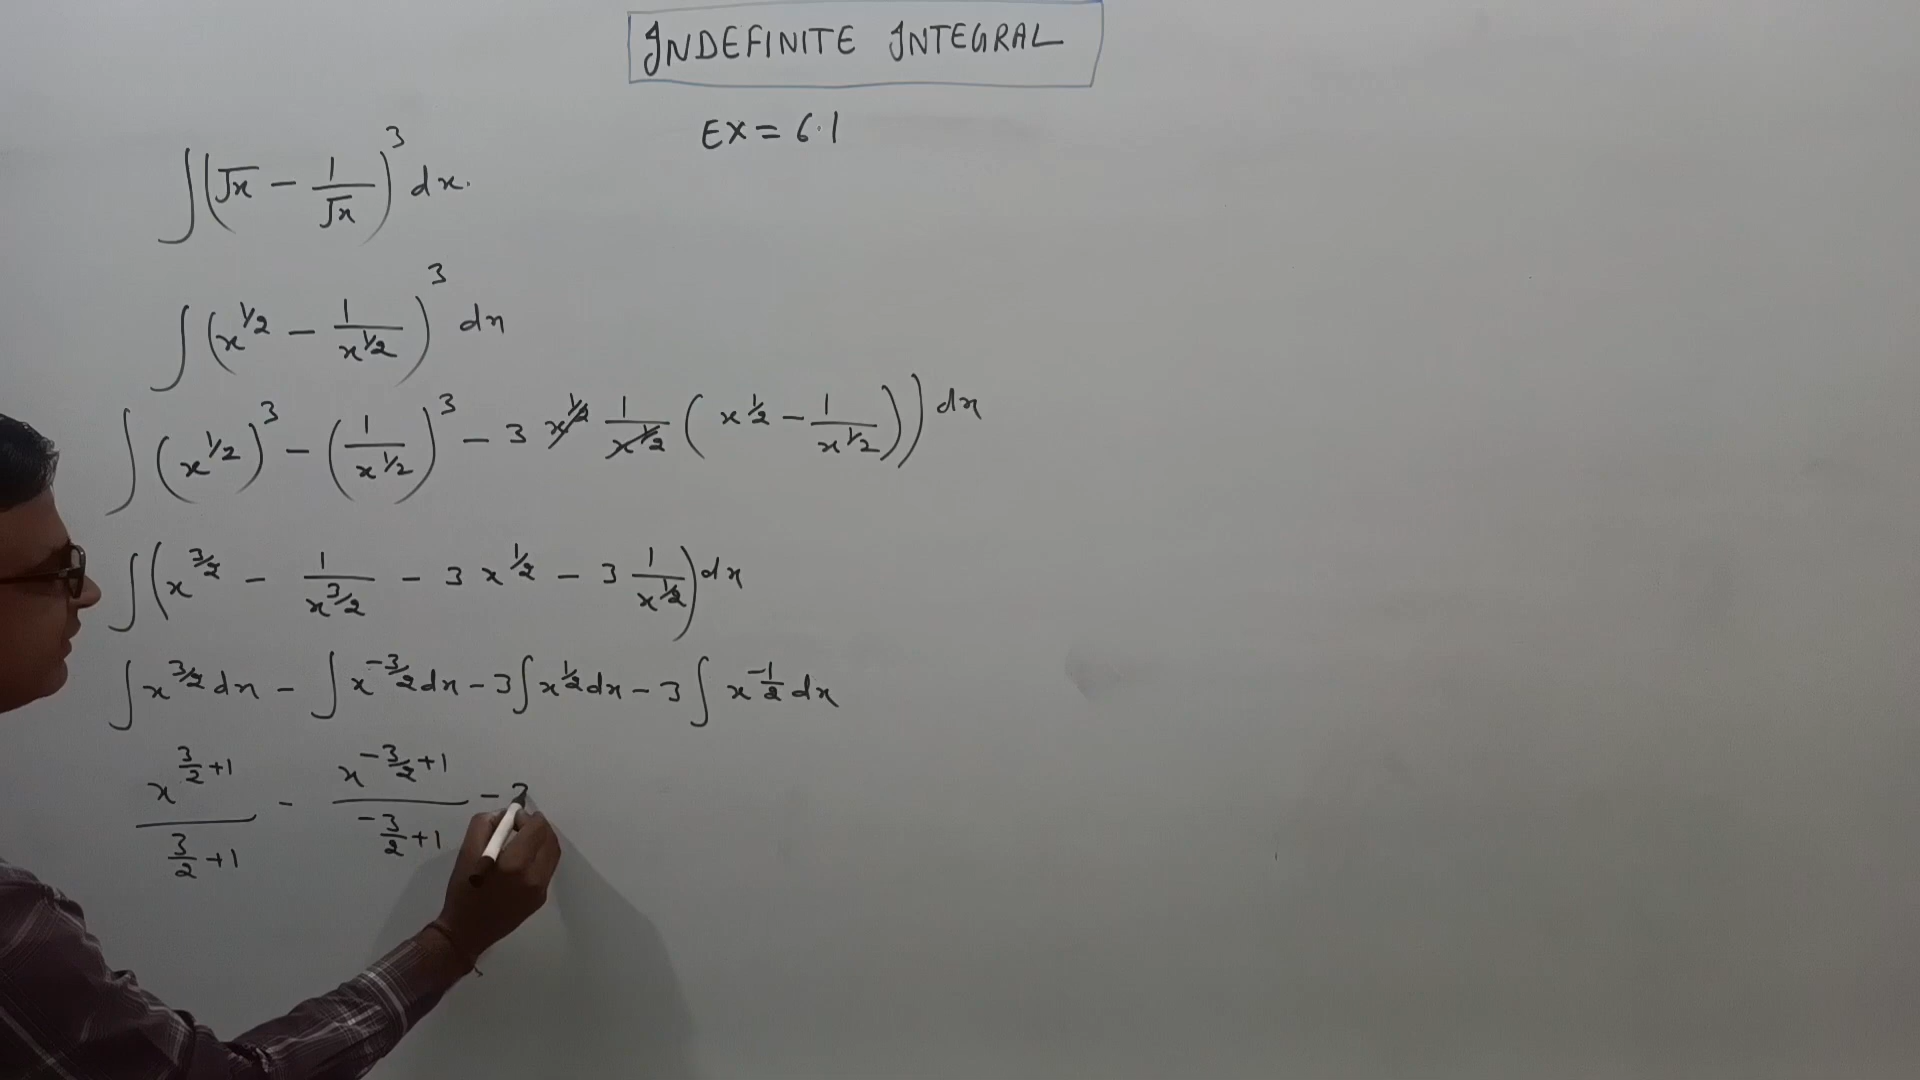 INDEFINITE INTEGRAL
EX = 6.1
∫(√x − 1/√x)³ dx.
∫(x^1/2 − 1/x^1/2)³ dx
∫(x^1/2)³ − (1/x^1/2)³ − 3 x^1/2 1/x^1/2 (x^1/2 − 1/x^1/2)) dx
∫(x^3/2 − 1/x^3/2 − 3 x^1/2 − 3 1/x^1/2) dx
∫x^3/2 dx − ∫x^-3/2 dx − 3∫x^1/2 dx − 3∫x^-1/2 dx
x^(3/2+1)/(3/2+1) − x^(-3/2+1)/(-3/2+1) − 3